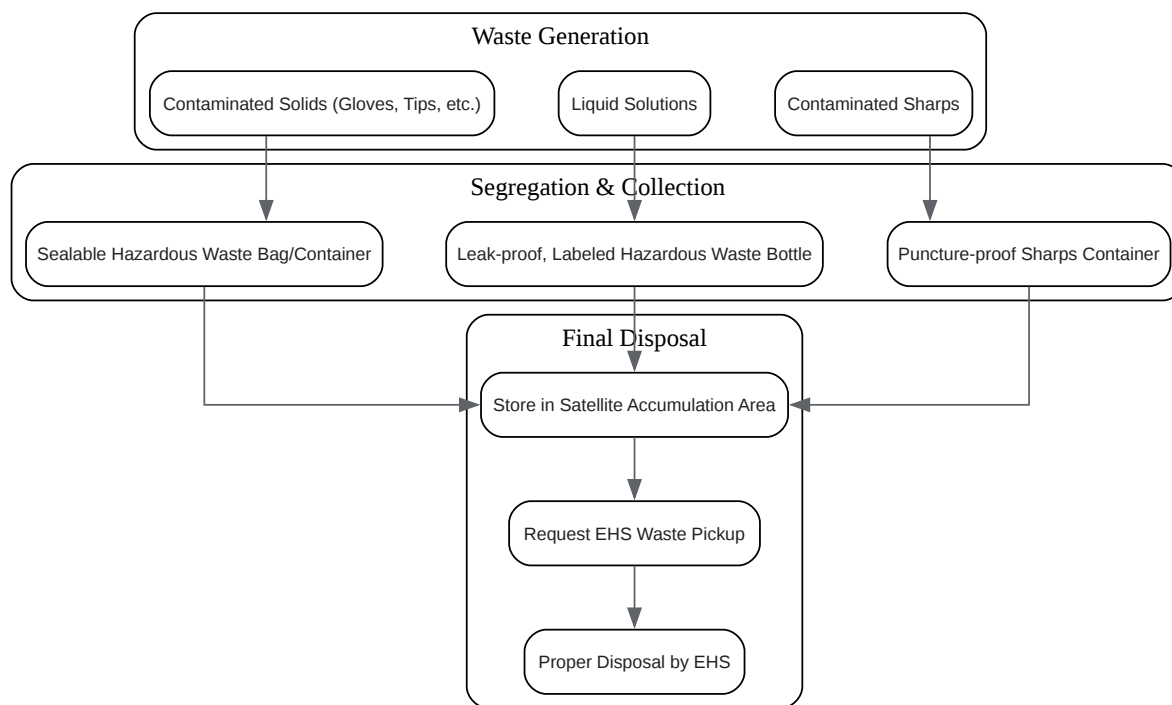 Waste Generation
Contaminated Solids (Gloves, Tips, etc.)
Liquid Solutions
Contaminated Sharps
Segregation & Collection
Sealable Hazardous Waste Bag/Container
Leak-proof, Labeled Hazardous Waste Bottle
Puncture-proof Sharps Container
Final Disposal
Store in Satellite Accumulation Area
Request EHS Waste Pickup
Proper Disposal by EHS